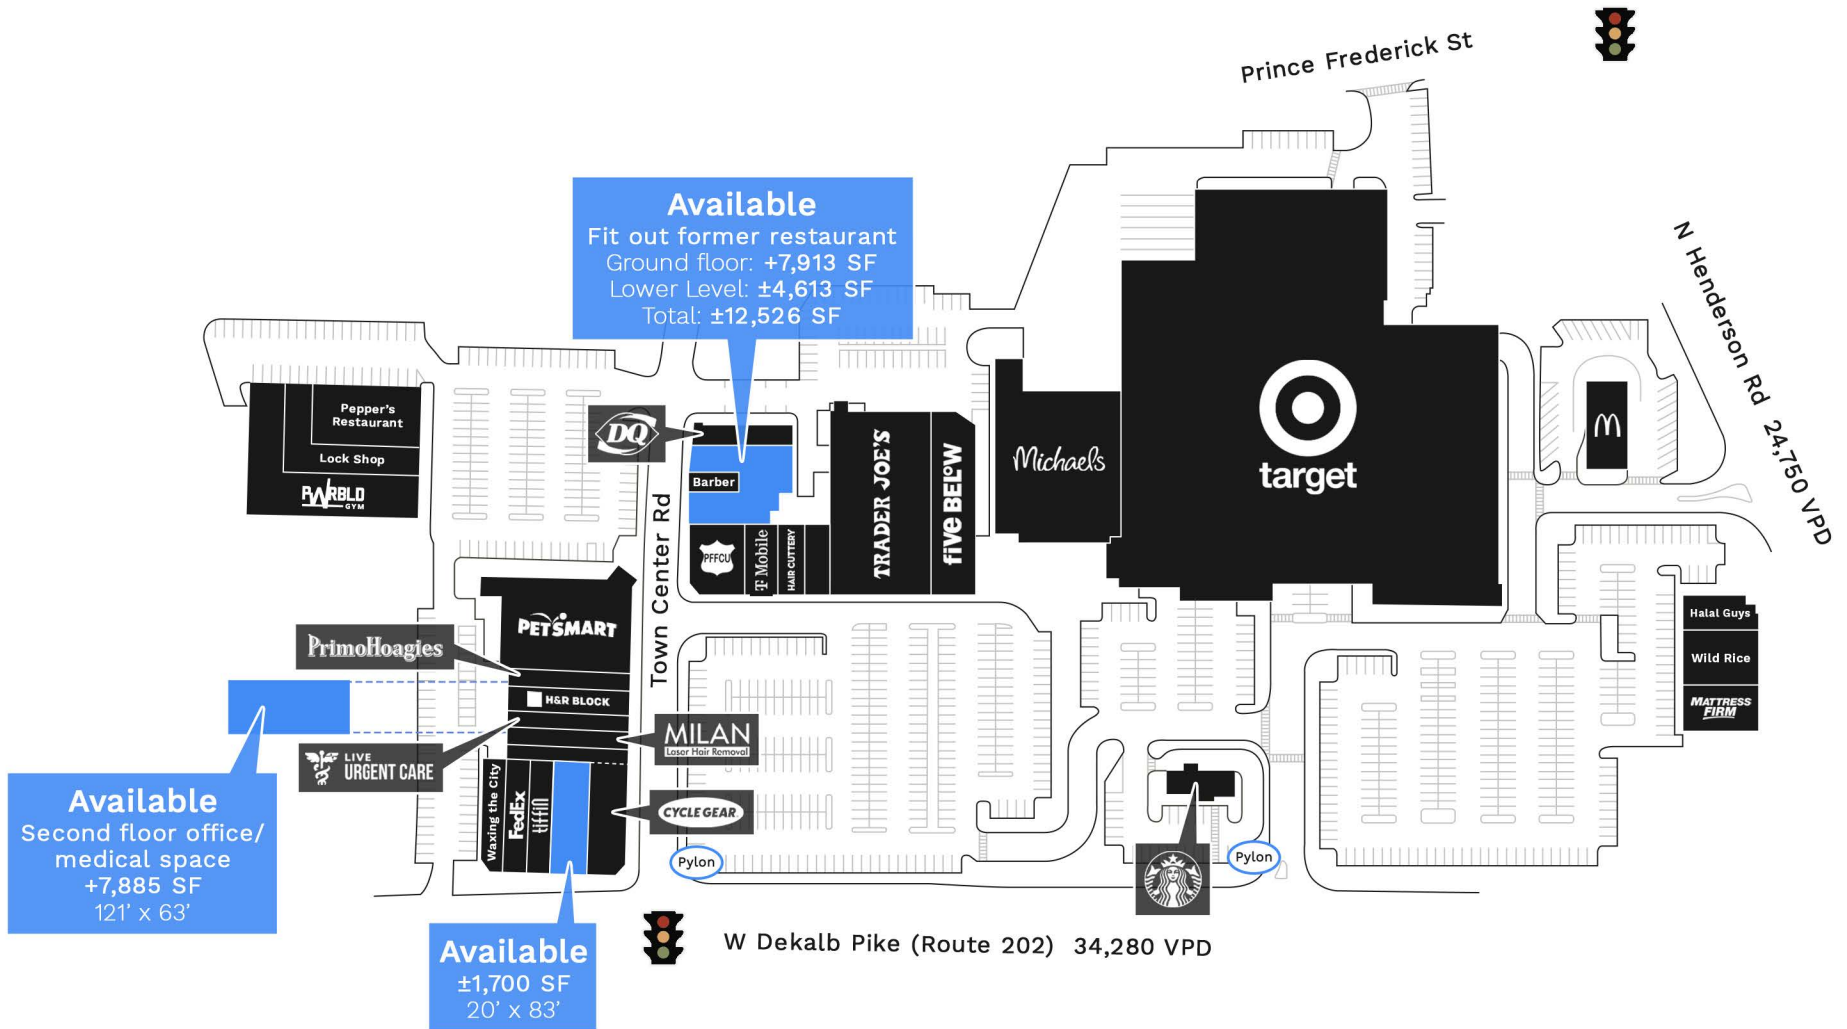 Prince Frederick St
N Henderson Rd 24,750 VPD
Available
Fit out former restaurant
Ground floor: +7,913 SF
Lower Level: ±4,613 SF
Total: ±12,526 SF
Pepper's
Restaurant
Lock Shop
PWRBLD
GYM
DQ
Barber
PFFCU
T Mobile
HAIR CUTTERY
TRADER JOE'S
fiVE BEL°W
Michaels
target
Town Center Rd
PETSMART
PrimoHoagies
H&R BLOCK
MILAN
Laser Hair Removal
LIVE
URGENT CARE
Waxing the City
FedEx
tiffin
CYCLE GEAR
Halal Guys
Wild Rice
MATTRESS
FIRM
Pylon
Pylon
Available
Second floor office/
medical space
+7,885 SF
121' x 63'
Available
±1,700 SF
20' x 83'
W Dekalb Pike (Route 202) 34,280 VPD